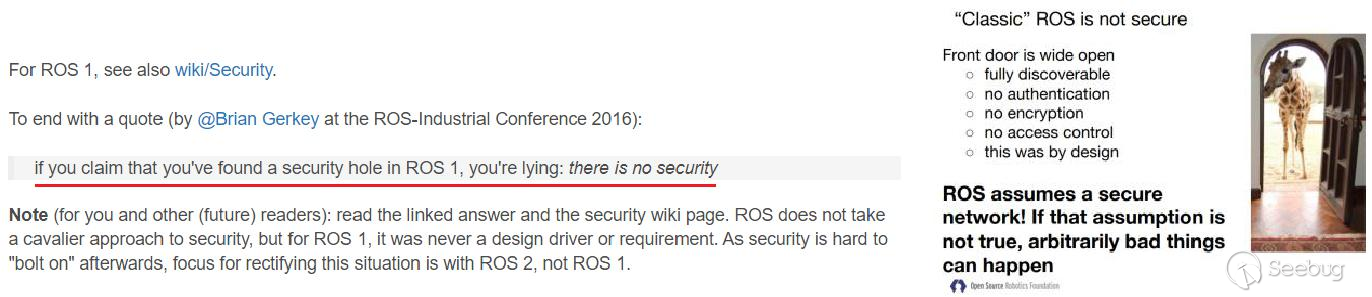 For ROS 1, see also wiki/Security.
To end with a quote (by @Brian Gerkey at the ROS-Industrial Conference 2016):
if you claim that you've found a security hole in ROS 1, you're lying: there is no security
Note (for you and other (future) readers): read the linked answer and the security wiki page. ROS does not take
a cavalier approach to security, but for ROS 1, it was never a design driver or requirement. As security is hard to
"bolt on" afterwards, focus for rectifying this situation is with ROS 2, not ROS 1.
“Classic” ROS is not secure
Front door is wide open
○ fully discoverable
○ no authentication
○ no encryption
○ no access control
○ this was by design
ROS assumes a secure
network! If that assumption is
not true, arbitrarily bad things
can happen
Open Source Robotics Foundation
Seebug